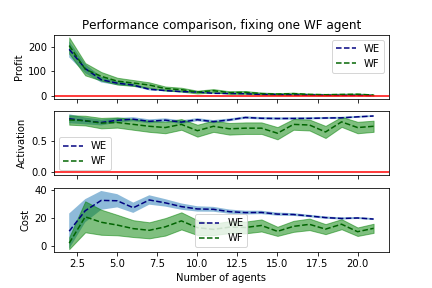 Performance comparison, fixing one WF agent
Profit
200
100
0
WE
WF
Activation
0.5
0.0
WE
WF
Cost
40
20
0
WE
WF
2.5 5.0 7.5 10.0 12.5 15.0 17.5 20.0
Number of agents